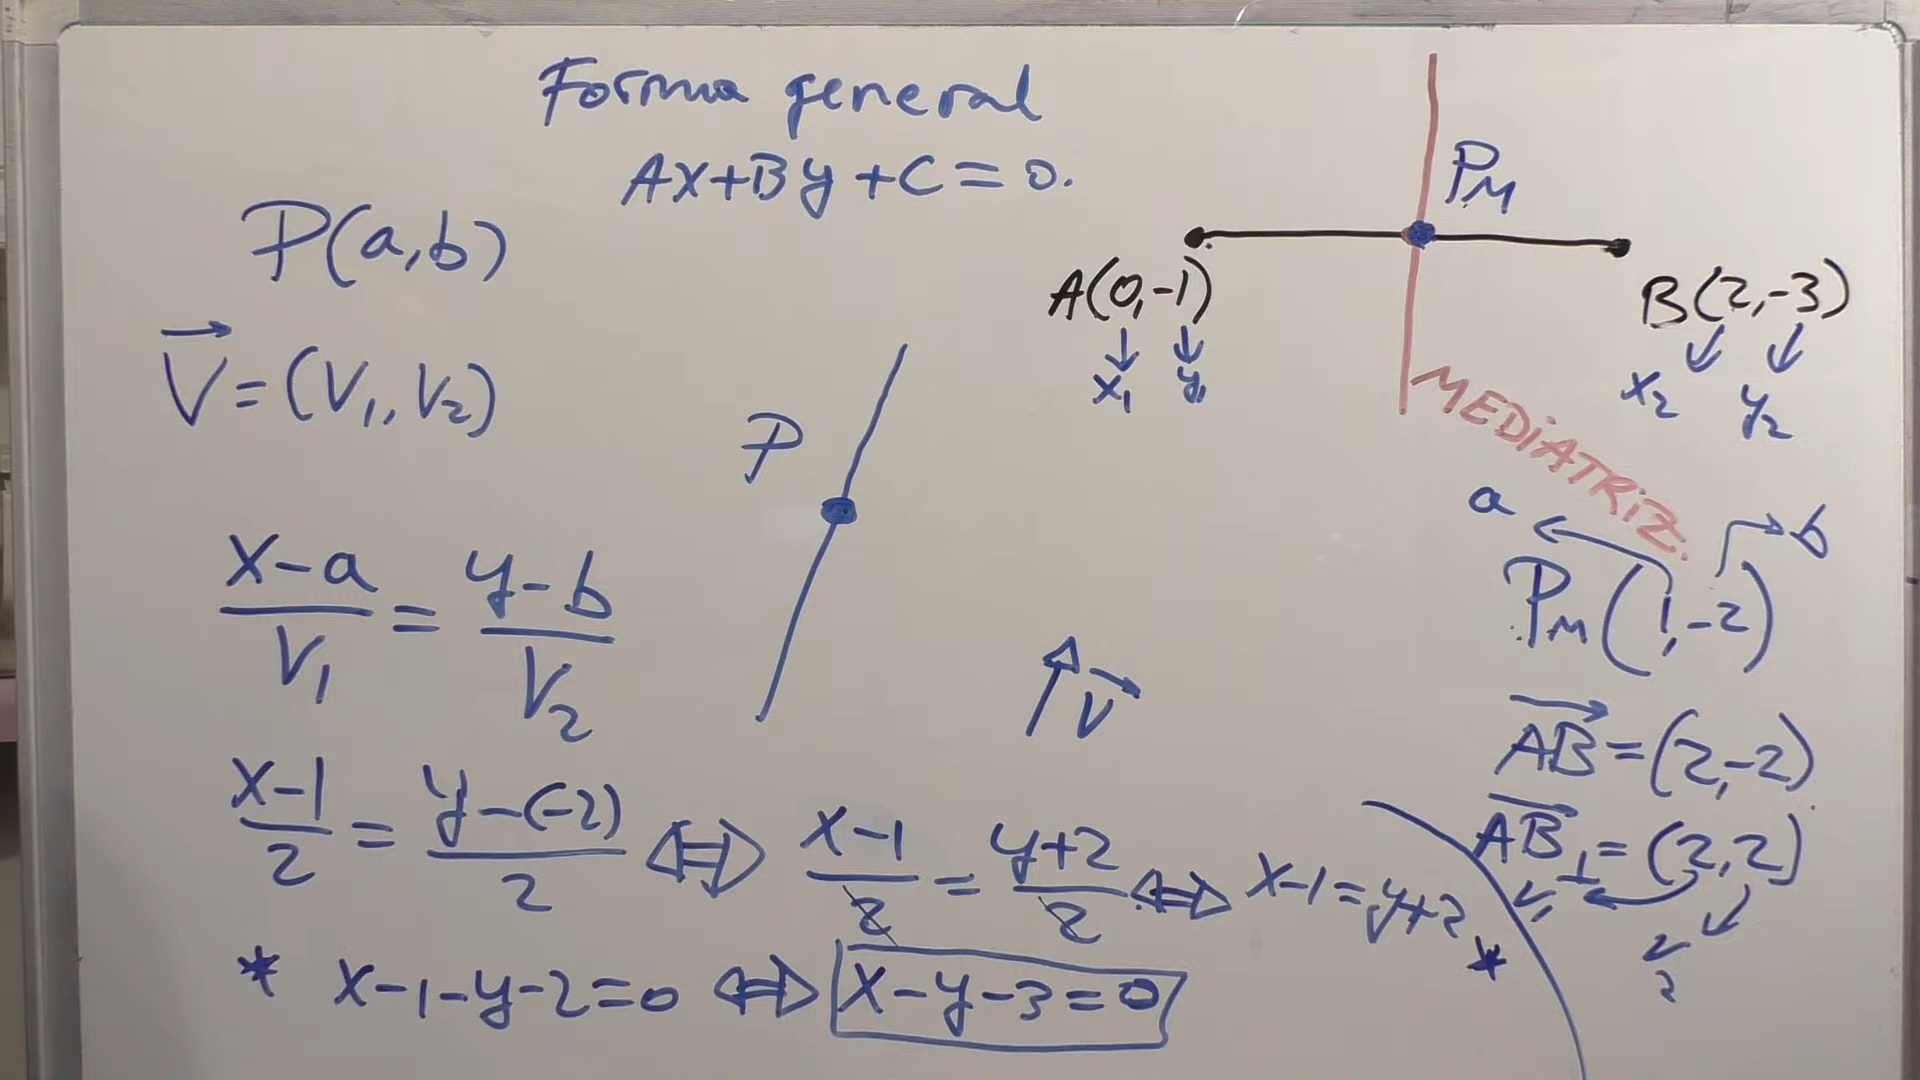 Forma general
Ax+By+C=0.
P(a,b)
V=(V₁,V₂)
P
x-a/V₁ = y-b/V₂
V
x-1/2 = y-(-2)/2 ⇔ x-1/2 = y+2/2 ⇔ x-1=y+2 *
* x-1-y-2=0 ⇔ x-y-3=0
PM
A(0,-1)
B(2,-3)
x₁ y₁
x₂ y₂
MEDiATRiZ.
a b
PM(1,-2)
AB=(2,-2)
AB⊥=(2,2)
V₁
V₂